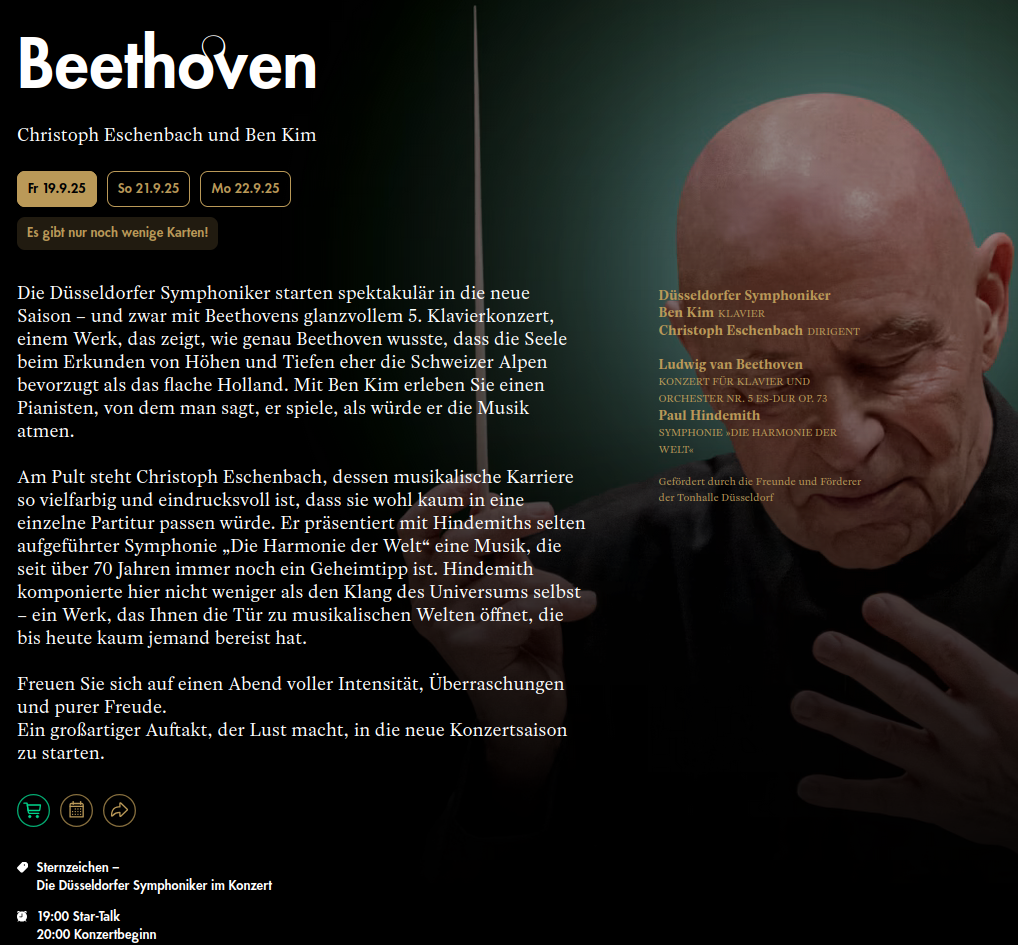 Beethoven
Christoph Eschenbach und Ben Kim
Fr 19.9.25
So 21.9.25
Mo 22.9.25
Es gibt nur noch wenige Karten!
Die Düsseldorfer Symphoniker starten spektakulär in die neue
Saison – und zwar mit Beethovens glanzvollem 5. Klavierkonzert,
einem Werk, das zeigt, wie genau Beethoven wusste, dass die Seele
beim Erkunden von Höhen und Tiefen eher die Schweizer Alpen
bevorzugt als das flache Holland. Mit Ben Kim erleben Sie einen
Pianisten, von dem man sagt, er spiele, als würde er die Musik
atmen.
Am Pult steht Christoph Eschenbach, dessen musikalische Karriere
so vielfarbig und eindrucksvoll ist, dass sie wohl kaum in eine
einzelne Partitur passen würde. Er präsentiert mit Hindemiths selten
aufgeführter Symphonie „Die Harmonie der Welt“ eine Musik, die
seit über 70 Jahren immer noch ein Geheimtipp ist. Hindemith
komponierte hier nicht weniger als den Klang des Universums selbst
– ein Werk, das Ihnen die Tür zu musikalischen Welten öffnet, die
bis heute kaum jemand bereist hat.
Freuen Sie sich auf einen Abend voller Intensität, Überraschungen
und purer Freude.
Ein großartiger Auftakt, der Lust macht, in die neue Konzertsaison
zu starten.
Düsseldorfer Symphoniker
Ben Kim KLAVIER
Christoph Eschenbach DIRIGENT
Ludwig van Beethoven
KONZERT FÜR KLAVIER UND
ORCHESTER NR. 5 ES-DUR OP. 73
Paul Hindemith
SYMPHONIE »DIE HARMONIE DER
WELT«
Gefördert durch die Freunde und Förderer
der Tonhalle Düsseldorf
Sternzeichen –
Die Düsseldorfer Symphoniker im Konzert
19:00 Star-Talk
20:00 Konzertbeginn